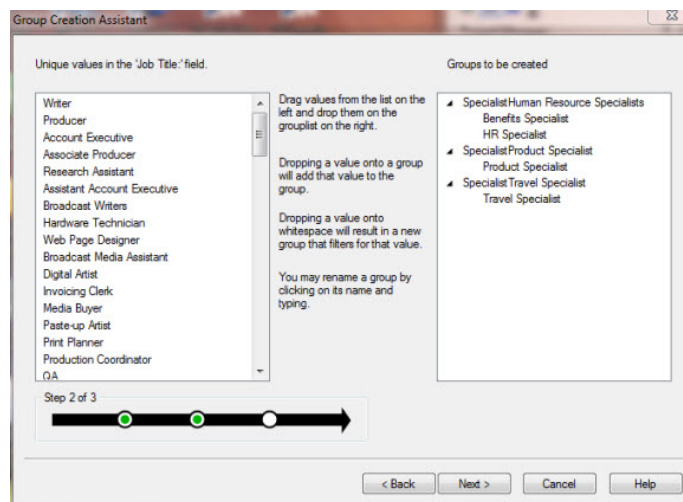 Group Creation Assistant
Unique values in the 'Job Title:' field.
Writer
Producer
Account Executive
Associate Producer
Research Assistant
Assistant Account Executive
Broadcast Writers
Hardware Technician
Web Page Designer
Broadcast Media Assistant
Digital Artist
Invoicing Clerk
Media Buyer
Paste-up Artist
Print Planner
Production Coordinator
QA
Drag values from the list on the
left and drop them on the
grouplist on the right.
Dropping a value onto a group
will add that value to the
group.
Dropping a value onto
whitespace will result in a new
group that filters for that value.
You may rename a group by
clicking on its name and
typing.
Groups to be created
SpecialistHuman Resource Specialists
Benefits Specialist
HR Specialist
SpecialistProduct Specialist
Product Specialist
SpecialistTravel Specialist
Travel Specialist
Step 2 of 3
< Back
Next >
Cancel
Help